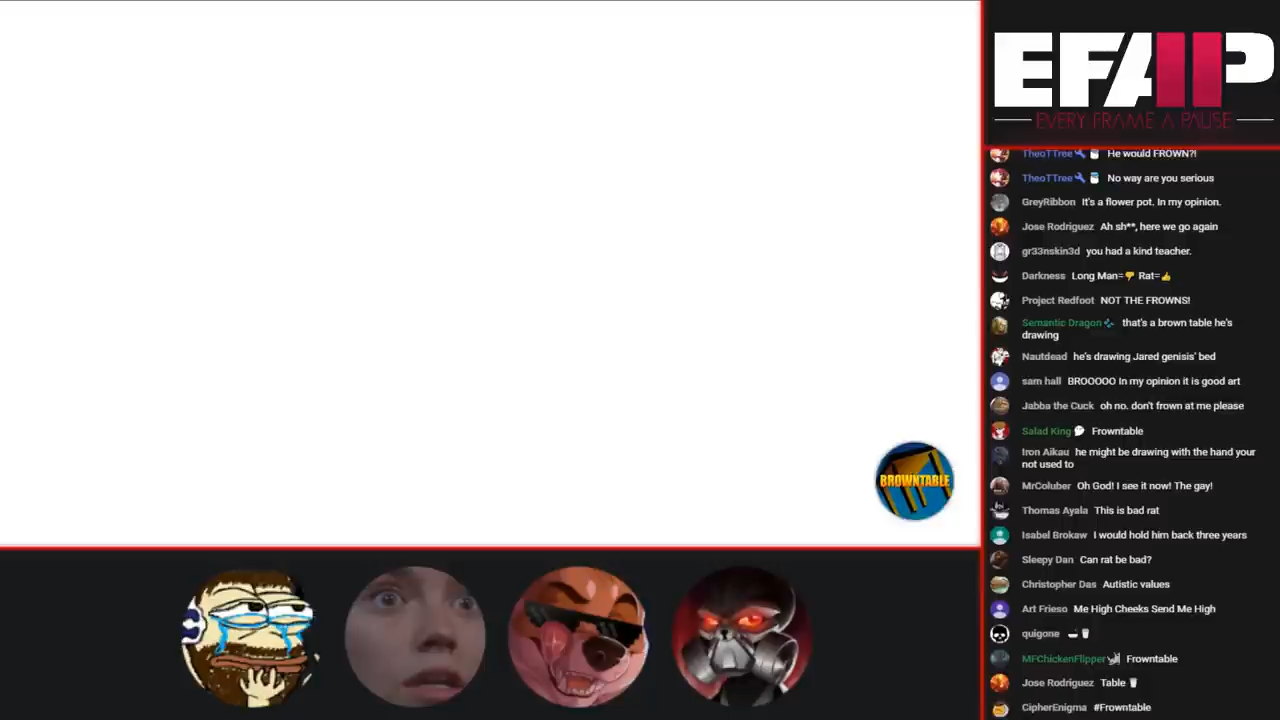 EFAP
EVERY FRAME A PAUSE
TheoTTree He would FROWN?!
TheoTTree No way are you serious
GreyRibbon It's a flower pot. In my opinion.
Jose Rodriguez Ah sh**, here we go again
gr33nskin3d you had a kind teacher.
Darkness Long Man=👎 Rat=👍
Project Redfoot NOT THE FROWNS!
Semantic Dragon that's a brown table he's
drawing
Nautdead he's drawing Jared genisis' bed
sam hall BROOOOO In my opinion it is good art
Jabba the Cuck oh no. don't frown at me please
Salad King Frowntable
Iron Aikau he might be drawing with the hand your
not used to
BROWNTABLE
MrColuber Oh God! I see it now! The gay!
Thomas Ayala This is bad rat
Isabel Brokaw I would hold him back three years
Sleepy Dan Can rat be bad?
Christopher Das Autistic values
Art Frieso Me High Cheeks Send Me High
quigone
MFChickenFlipper Frowntable
Jose Rodriguez Table
CipherEnigma #Frowntable